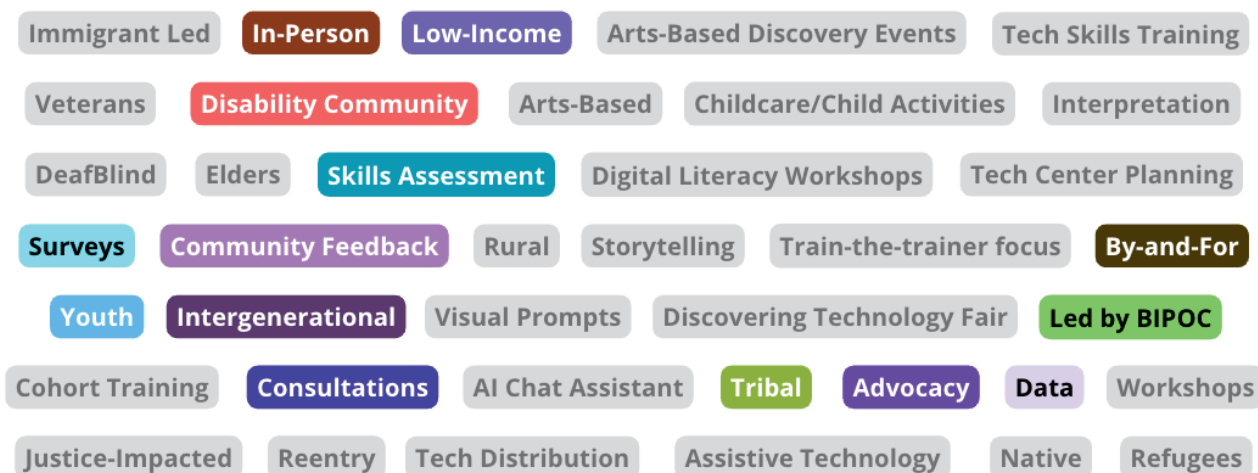 Immigrant Led In-Person Low-Income Arts-Based Discovery Events Tech Skills Training
Veterans Disability Community Arts-Based Childcare/Child Activities Interpretation
DeafBlind Elders Skills Assessment Digital Literacy Workshops Tech Center Planning
Surveys Community Feedback Rural Storytelling Train-the-trainer focus By-and-For
Youth Intergenerational Visual Prompts Discovering Technology Fair Led by BIPOC
Cohort Training Consultations AI Chat Assistant Tribal Advocacy Data Workshops
Justice-Impacted Reentry Tech Distribution Assistive Technology Native Refugees